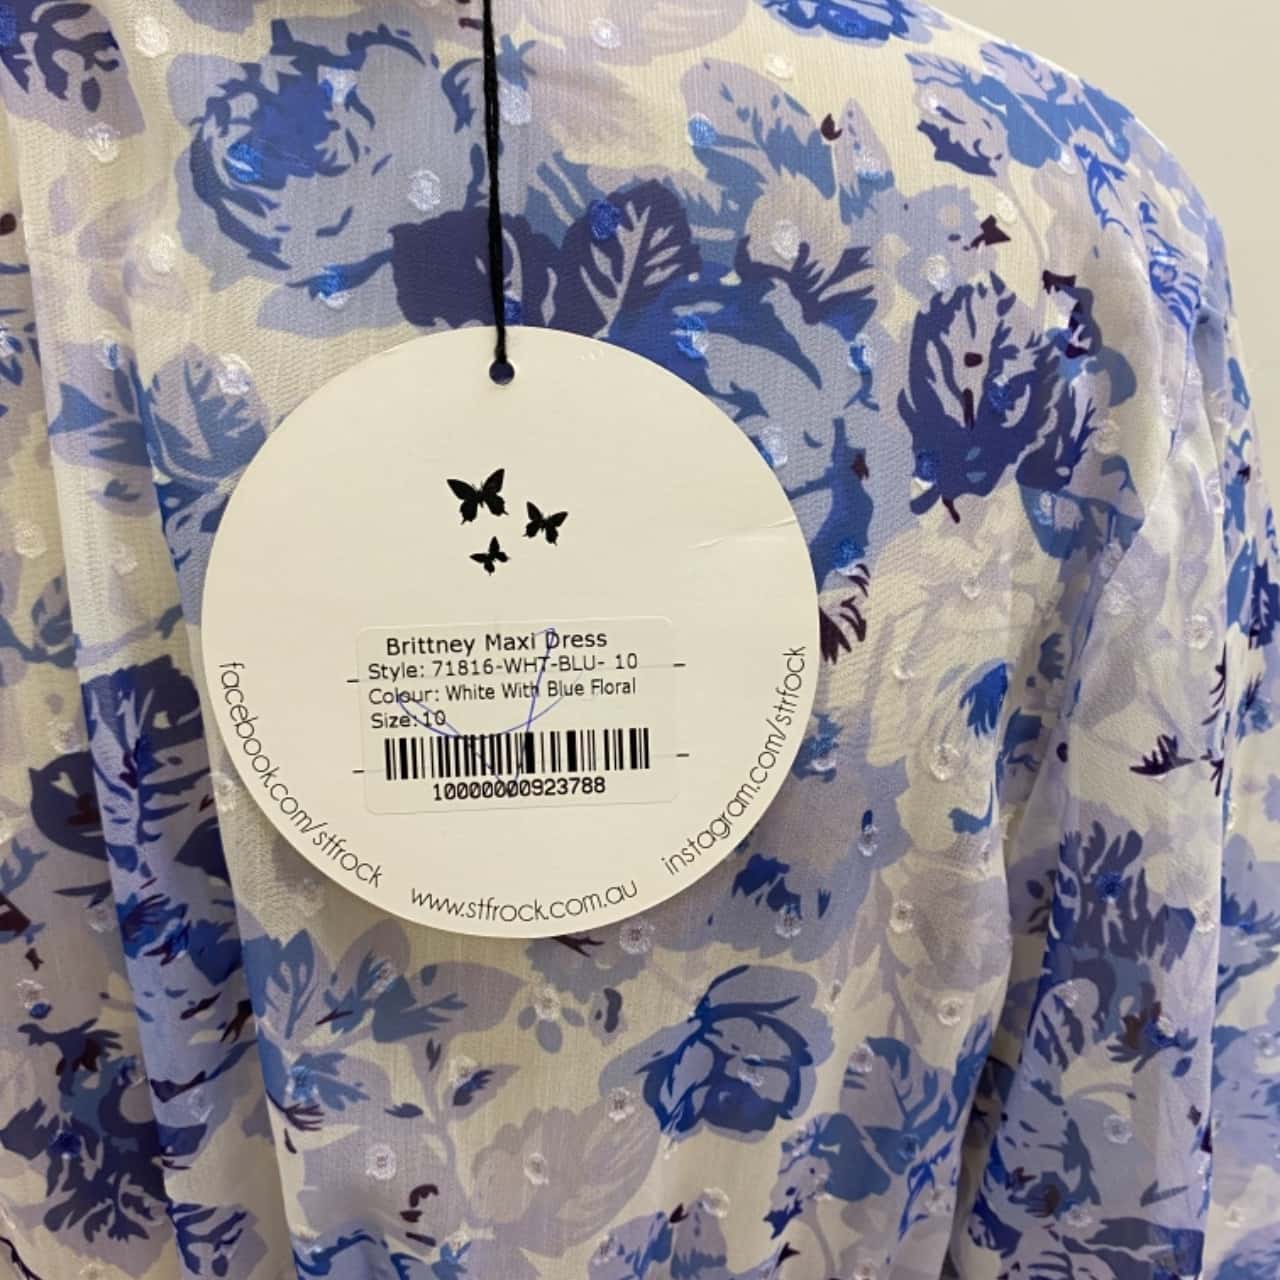 Brittney Maxi Dress
Style: 71816-WHT-BLU- 10
Colour: White With Blue Floral
Size:10
10000000923788
facebook.com/stfrock
www.stfrock.com.au
instagram.com/strfock